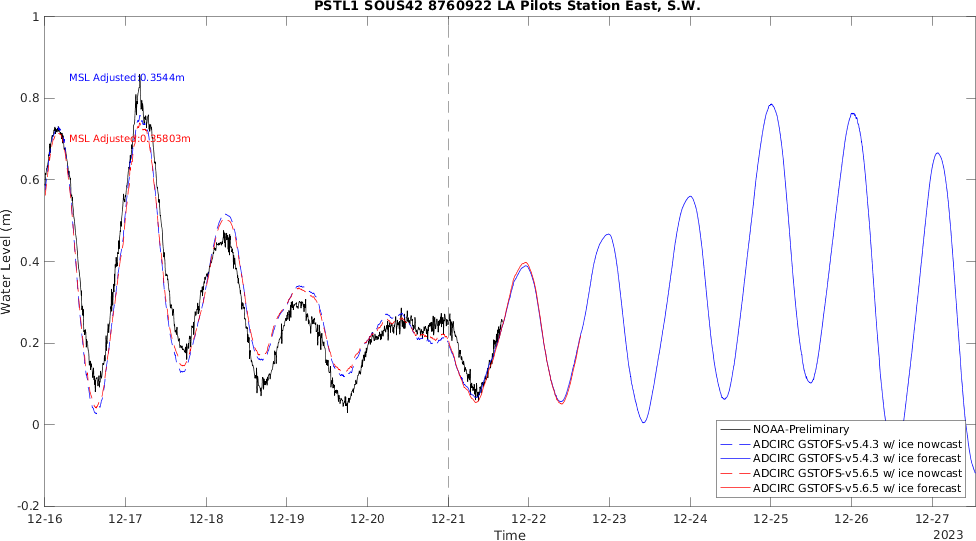 PSTL1 SOUS42 8760922 LA Pilots Station East, S.W.
1
0.8
0.6
0.4
0.2
0
-0.2
Water Level (m)
MSL Adjusted:0.3544m
MSL Adjusted:0.35803m
NOAA-Preliminary
ADCIRC GSTOFS-v5.4.3 w/ ice nowcast
ADCIRC GSTOFS-v5.4.3 w/ ice forecast
ADCIRC GSTOFS-v5.6.5 w/ ice nowcast
ADCIRC GSTOFS-v5.6.5 w/ ice forecast
12-16 12-17 12-18 12-19 12-20 12-21 12-22 12-23 12-24 12-25 12-26 12-27
Time
2023